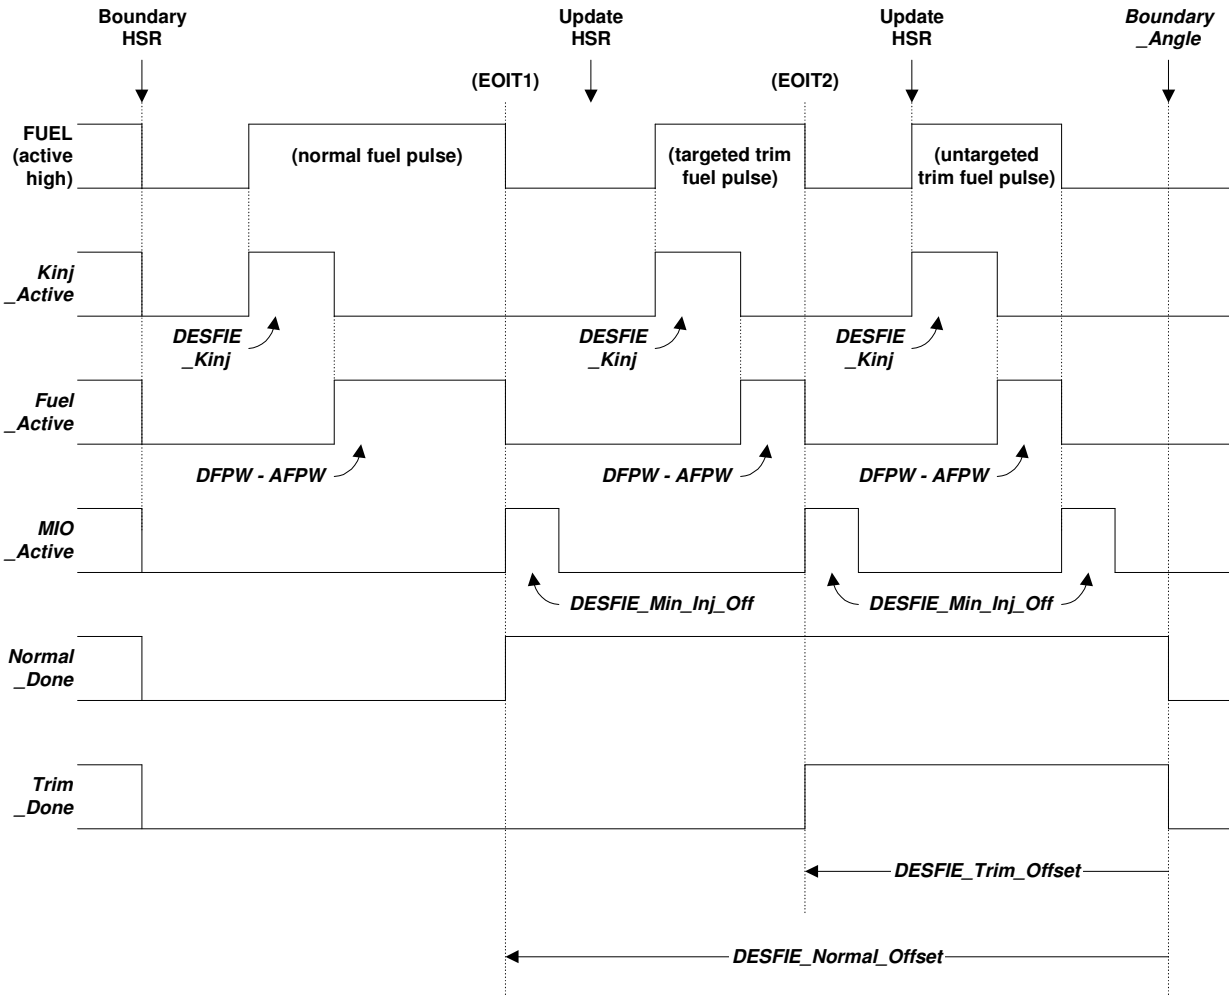 Boundary
HSR
Update
HSR
Update
HSR
Boundary
_Angle
(EOIT1)
(EOIT2)
FUEL
(active
high)
(normal fuel pulse)
(targeted trim
fuel pulse)
(untargeted
trim fuel pulse)
Kinj
_Active
DESFIE
_Kinj
DESFIE
_Kinj
DESFIE
_Kinj
Fuel
_Active
DFPW - AFPW
DFPW - AFPW
DFPW - AFPW
MIO
_Active
DESFIE_Min_Inj_Off
DESFIE_Min_Inj_Off
Normal
_Done
Trim
_Done
DESFIE_Trim_Offset
DESFIE_Normal_Offset